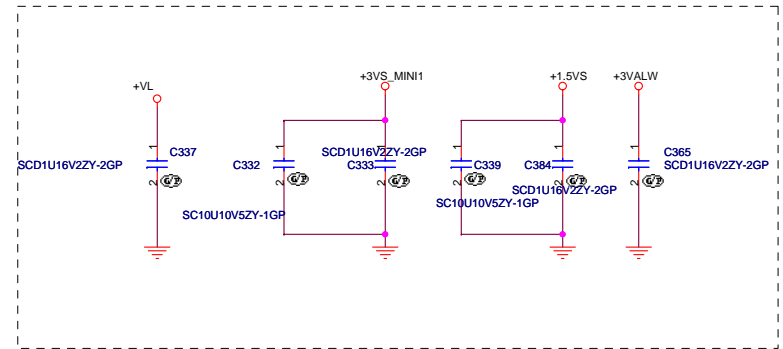 +VL
+3VS_MINI1
+1.5VS
+3VALW
1
C337
SCD1U16V2ZY-2GP
2
G/P
1
C332
2
G/P
SC10U10V5ZY-1GP
1
SCD1U16V2ZY-2GP
C333
2
G/P
1
C339
2
G/P
SC10U10V5ZY-1GP
1
C384
2
G/P
SCD1U16V2ZY-2GP
1
C365
SCD1U16V2ZY-2GP
2
G/P